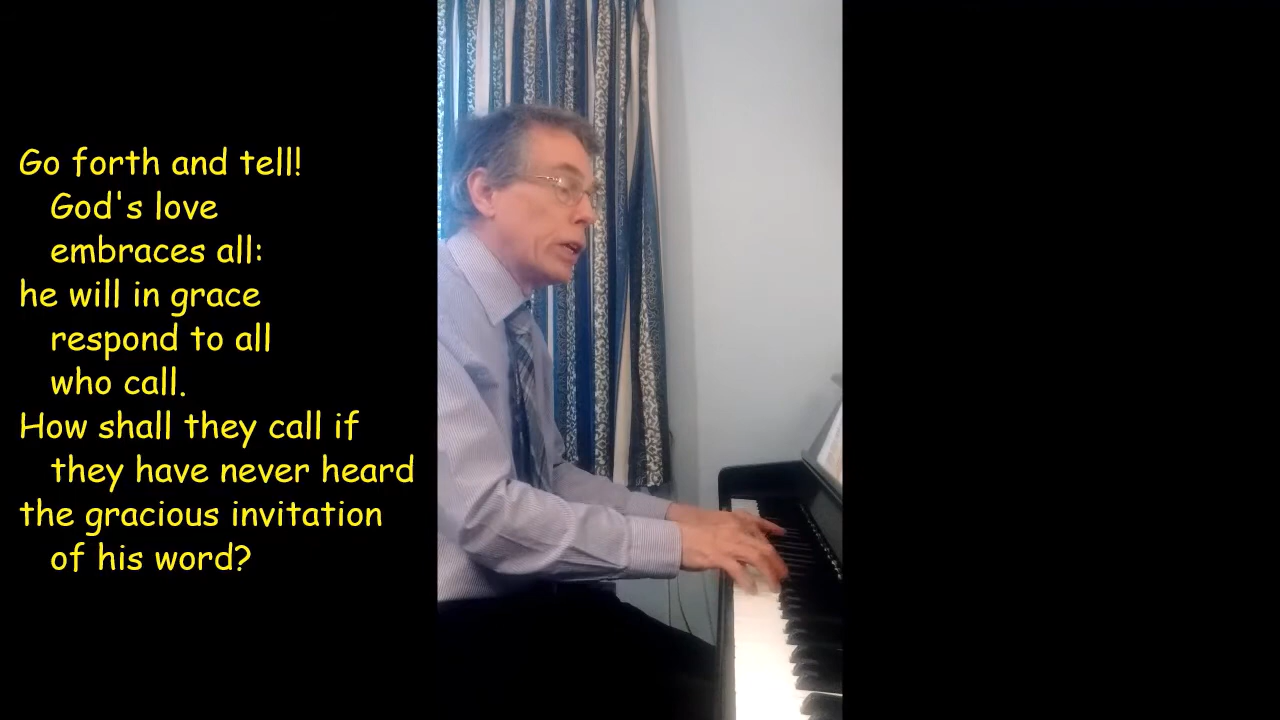 Go forth and tell!
God's love
embraces all:
he will in grace
respond to all
who call.
How shall they call if
they have never heard
the gracious invitation
of his word?